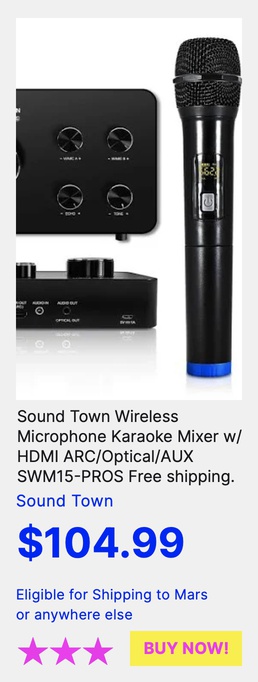 N
WMIC A
WMIC B
ECHO
TONE
AUDIO IN
AUDIO OUT
OPTICAL OUT
Sound Town Wireless
Microphone Karaoke Mixer w/
HDMI ARC/Optical/AUX
SWM15-PROS Free shipping.
Sound Town
$104.99
Eligible for Shipping to Mars
or anywhere else
BUY NOW!